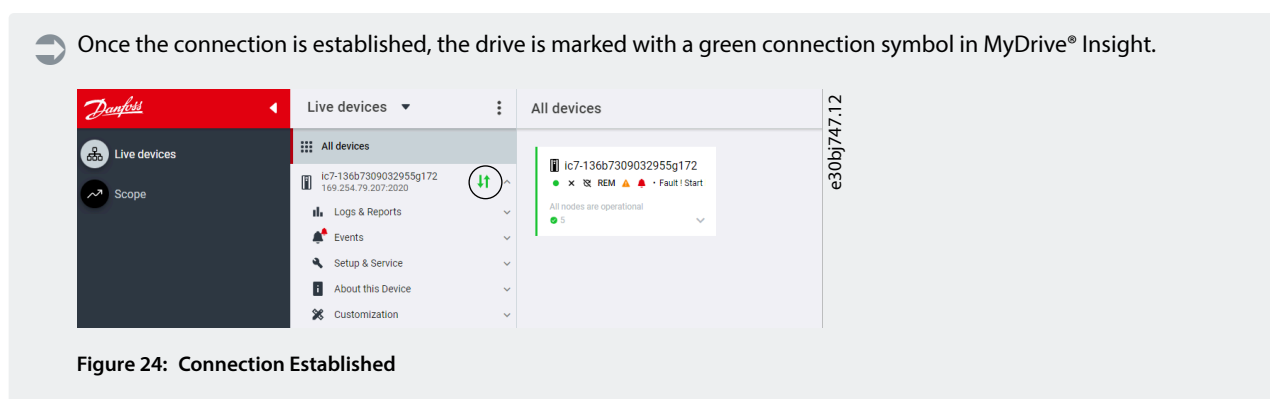 Once the connection is established, the drive is marked with a green connection symbol in MyDrive® Insight.
Danfoss
Live devices
Scope
Live devices
All devices
ic7-136b7309032955g172
169.254.79.207:2020
Logs & Reports
Events
Setup & Service
About this Device
Customization
All devices
ic7-136b7309032955g172
REM · Fault ! Start
All nodes are operational
5
e30bj747.12
Figure 24: Connection Established